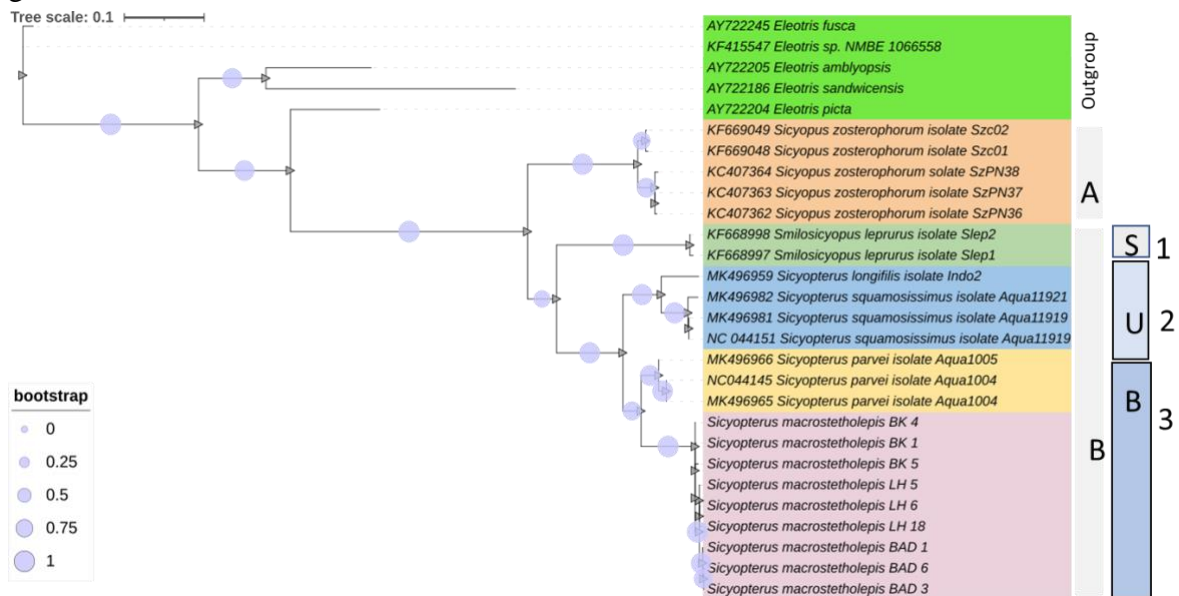 Tree scale: 0.1
AY722245 Eleotris fusca
KF415547 Eleotris sp. NMBE 1066558
AY722205 Eleotris amblyopsis
AY722186 Eleotris sandwicensis
AY722204 Eleotris picta
Outgroup
KF669049 Sicyopus zosterophorum isolate Szc02
KF669048 Sicyopus zosterophorum isolate Szc01
KC407364 Sicyopus zosterophorum solate SzPN38
KC407363 Sicyopus zosterophorum isolate SzPN37
KC407362 Sicyopus zosterophorum isolate SzPN36
A
KF668998 Smilosicyopus leprurus isolate Slep2
KF668997 Smilosicyopus leprurus isolate Slep1
S 1
MK496959 Sicyopterus longifilis isolate Indo2
MK496982 Sicyopterus squamosissimus isolate Aqua11921
MK496981 Sicyopterus squamosissimus isolate Aqua11919
NC 044151 Sicyopterus squamosissimus isolate Aqua11919
U 2
MK496966 Sicyopterus parvei isolate Aqua1005
NC044145 Sicyopterus parvei isolate Aqua1004
MK496965 Sicyopterus parvei isolate Aqua1004
B 3
Sicyopterus macrostetholepis BK 4
Sicyopterus macrostetholepis BK 1
Sicyopterus macrostetholepis BK 5
Sicyopterus macrostetholepis LH 5
Sicyopterus macrostetholepis LH 6
Sicyopterus macrostetholepis LH 18
Sicyopterus macrostetholepis BAD 1
Sicyopterus macrostetholepis BAD 6
Sicyopterus macrostetholepis BAD 3
B
bootstrap
0
0.25
0.5
0.75
1